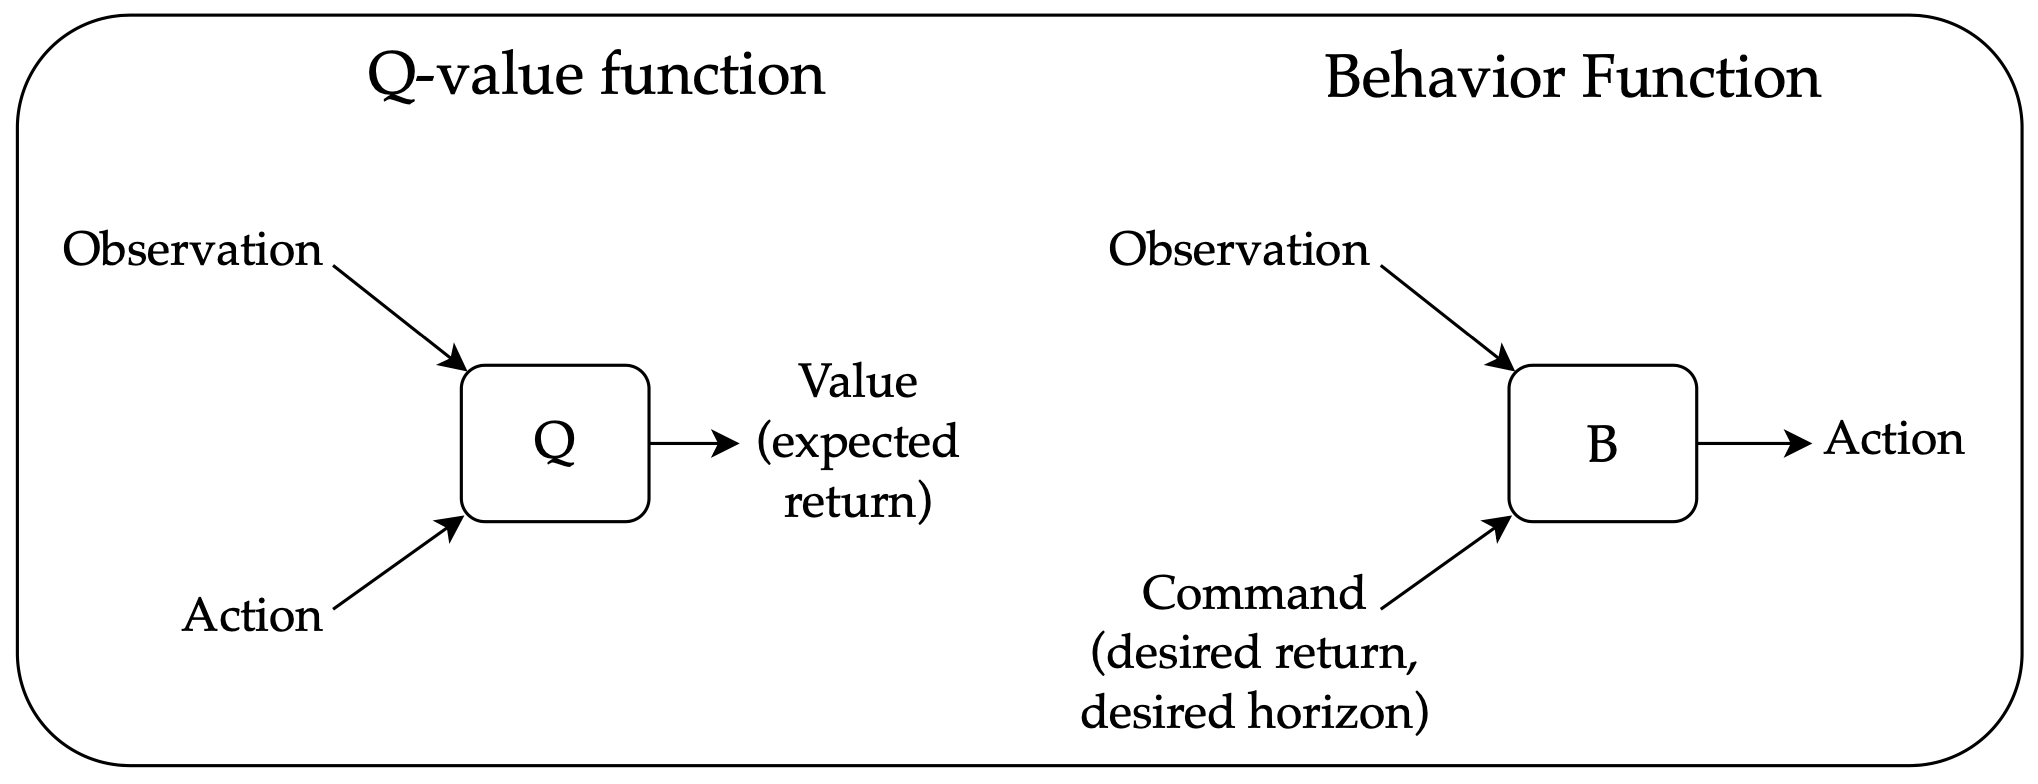 Q-value function
Observation
Action
Q
Value
(expected
return)
Behavior Function
Observation
Command
(desired return,
desired horizon)
B
Action